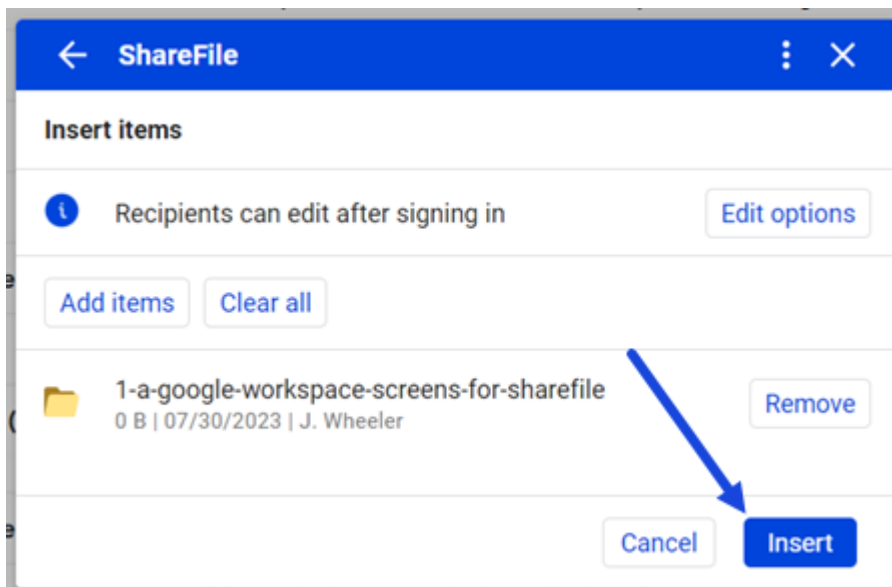 ShareFile
Insert items
Recipients can edit after signing in
Edit options
Add items
Clear all
1-a-google-workspace-screens-for-sharefile
0 B | 07/30/2023 | J. Wheeler
Remove
Cancel
Insert